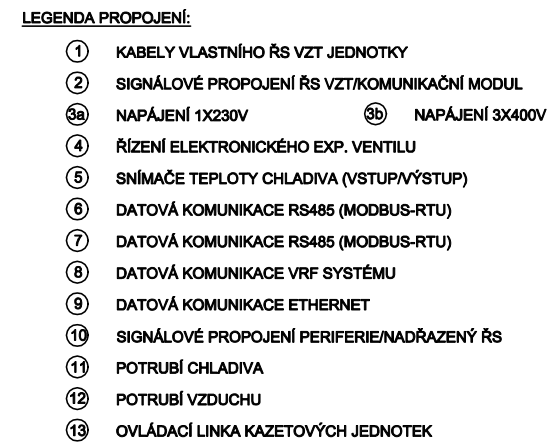 LEGENDA PROPOJENÍ:
1 KABELY VLASTNÍHO ŘS VZT JEDNOTKY
2 SIGNÁLOVÉ PROPOJENÍ ŘS VZT/KOMUNIKAČNÍ MODUL
3a NAPÁJENÍ 1X230V 3b NAPÁJENÍ 3X400V
4 ŘÍZENÍ ELEKTRONICKÉHO EXP. VENTILU
5 SNÍMAČE TEPLOTY CHLADIVA (VSTUP/VÝSTUP)
6 DATOVÁ KOMUNIKACE RS485 (MODBUS-RTU)
7 DATOVÁ KOMUNIKACE RS485 (MODBUS-RTU)
8 DATOVÁ KOMUNIKACE VRF SYSTÉMU
9 DATOVÁ KOMUNIKACE ETHERNET
10 SIGNÁLOVÉ PROPOJENÍ PERIFERIE/NADŘAZENÝ ŘS
11 POTRUBÍ CHLADIVA
12 POTRUBÍ VZDUCHU
13 OVLÁDACÍ LINKA KAZETOVÝCH JEDNOTEK